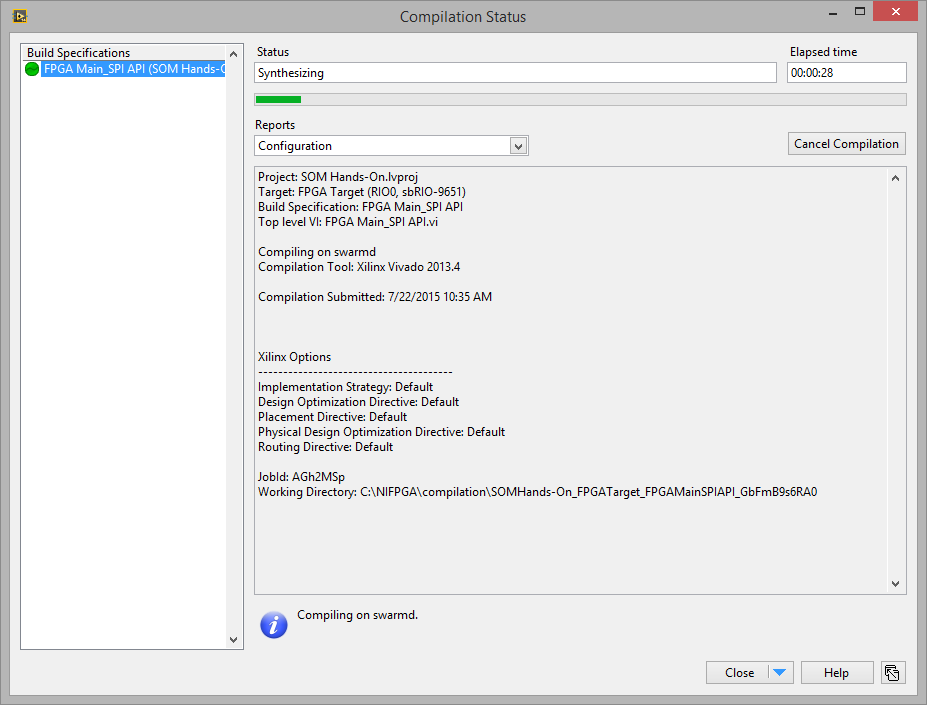 Compilation Status
Build Specifications
FPGA Main_SPI API (SOM Hands-O
Status
Elapsed time
Synthesizing
00:00:28
Reports
Configuration
Cancel Compilation
Project: SOM Hands-On.lvproj
Target: FPGA Target (RIO0, sbRIO-9651)
Build Specification: FPGA Main_SPI API
Top level VI: FPGA Main_SPI API.vi
Compiling on swarmd
Compilation Tool: Xilinx Vivado 2013.4
Compilation Submitted: 7/22/2015 10:35 AM
Xilinx Options
---------------------------------------
Implementation Strategy: Default
Design Optimization Directive: Default
Placement Directive: Default
Physical Design Optimization Directive: Default
Routing Directive: Default
JobId: AGh2MSp
Working Directory: C:\NIFPGA\compilation\SOMHands-On_FPGATarget_FPGAMainSPIAPI_GbFmB9s6RA0
Compiling on swarmd.
Close
Help